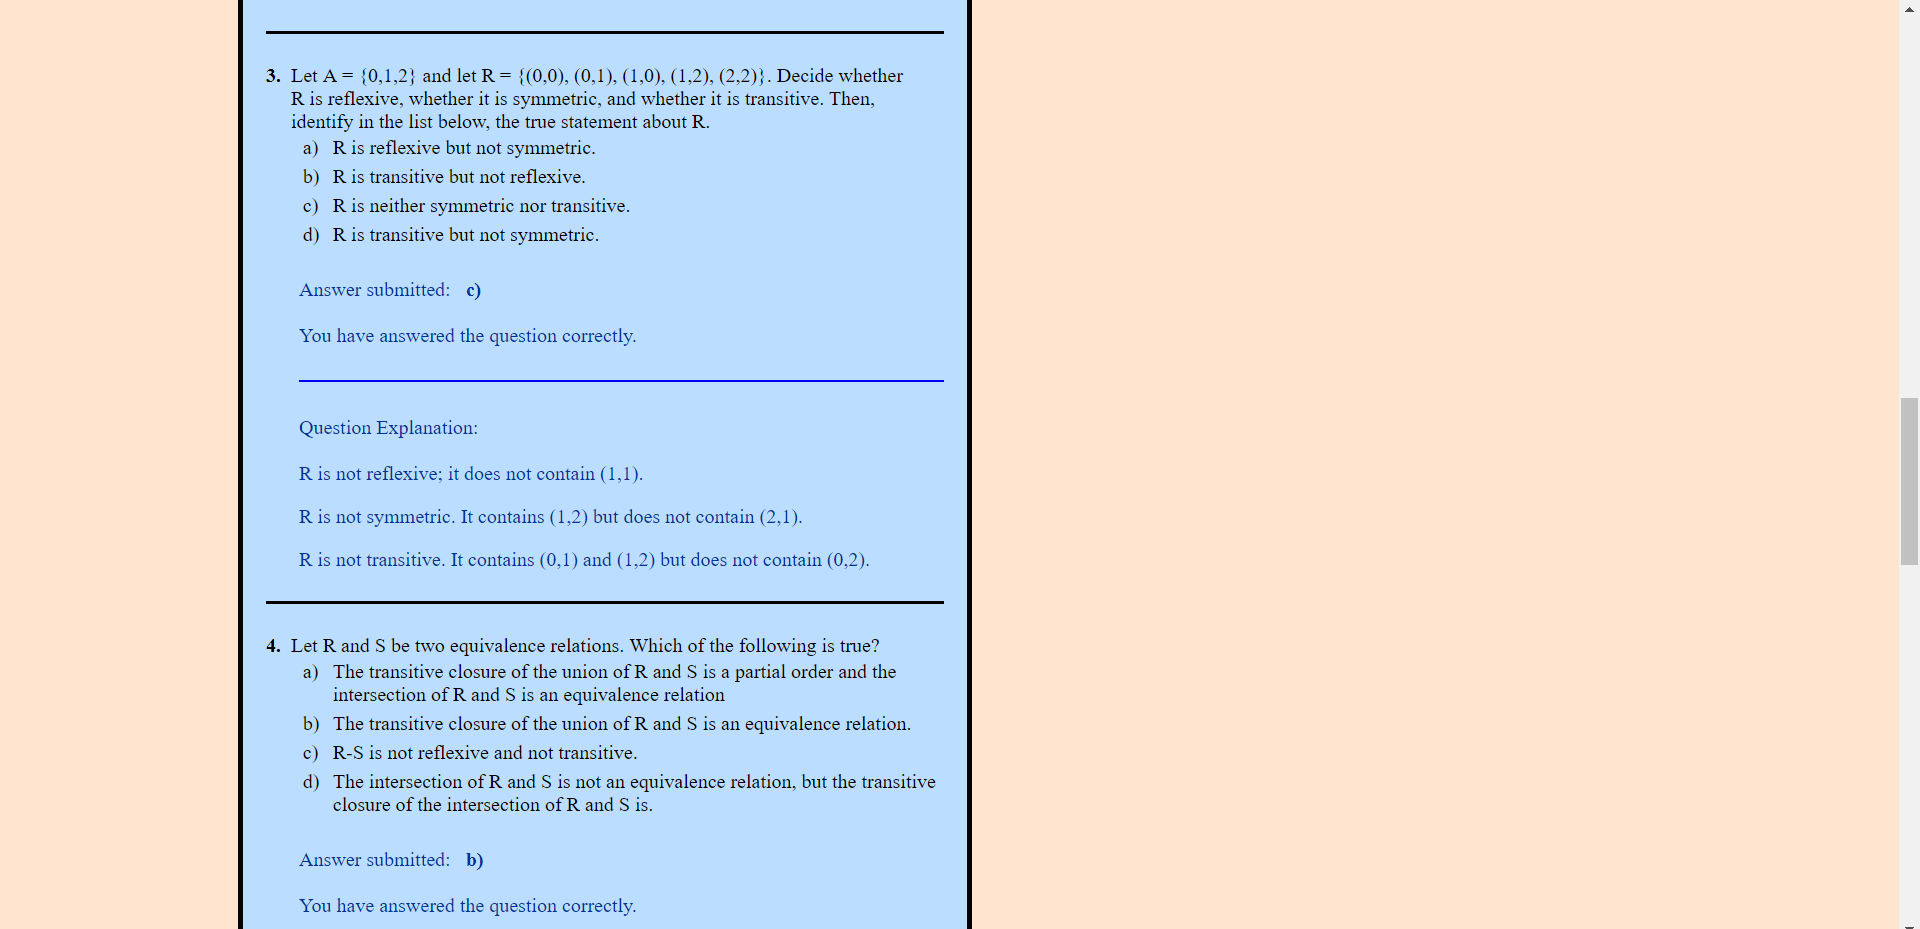 3. Let A = {0,1,2} and let R = {(0,0), (0,1), (1,0), (1,2), (2,2)}. Decide whether
R is reflexive, whether it is symmetric, and whether it is transitive. Then,
identify in the list below, the true statement about R.
a) R is reflexive but not symmetric.
b) R is transitive but not reflexive.
c) R is neither symmetric nor transitive.
d) R is transitive but not symmetric.
Answer submitted: c)
You have answered the question correctly.
Question Explanation:
R is not reflexive; it does not contain (1,1).
R is not symmetric. It contains (1,2) but does not contain (2,1).
R is not transitive. It contains (0,1) and (1,2) but does not contain (0,2).
4. Let R and S be two equivalence relations. Which of the following is true?
a) The transitive closure of the union of R and S is a partial order and the
intersection of R and S is an equivalence relation
b) The transitive closure of the union of R and S is an equivalence relation.
c) R-S is not reflexive and not transitive.
d) The intersection of R and S is not an equivalence relation, but the transitive
closure of the intersection of R and S is.
Answer submitted: b)
You have answered the question correctly.